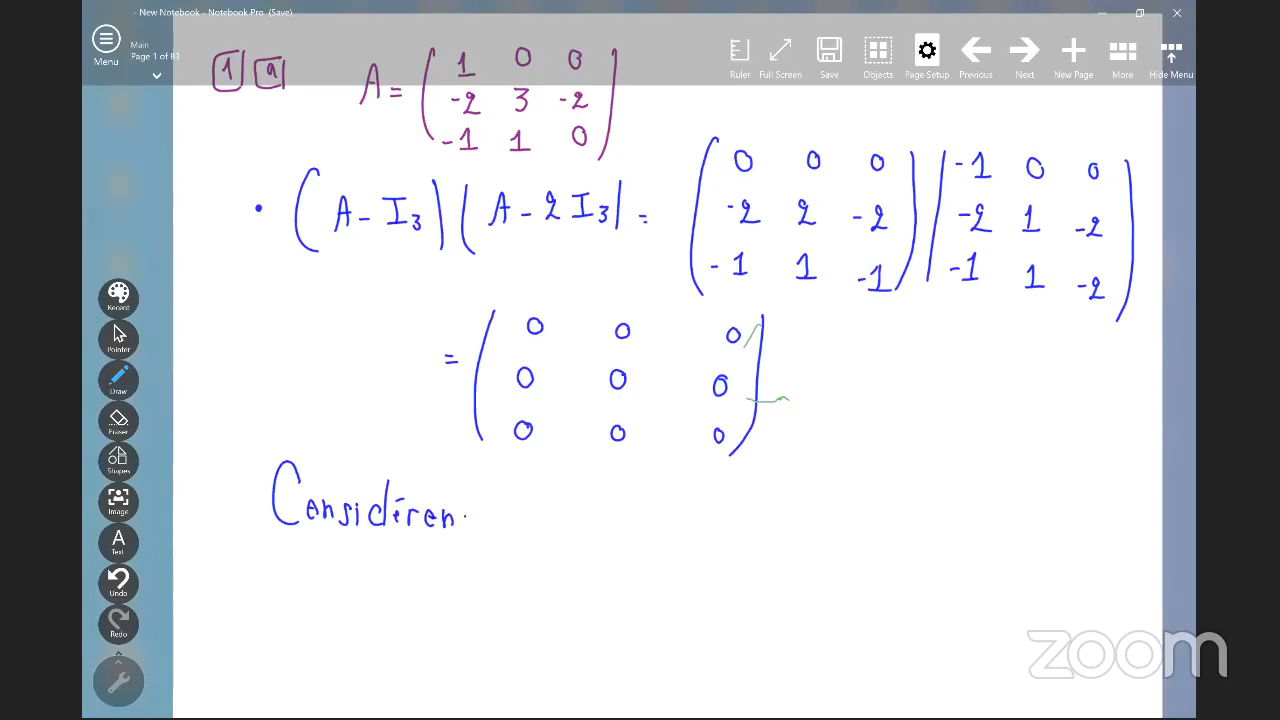 - New Notebook - Notebook Pro. (Save)
Menu
Main
Page 1 of 83
Ruler Full Screen Save Objects Page Setup Previous Next New Page More Hide Menu
1 a A = ( 1 0 0
-2 3 -2
-1 1 0 )
• (A - I₃)(A - 2I₃) = ( 0 0 0
-2 2 -2
-1 1 -1 ) ( -1 0 0
-2 1 -2
-1 1 -2 )
= ( 0 0 0
0 0 0
0 0 0 )
Considéren
Recent
Pointer
Draw
Eraser
Shapes
Image
Text
Undo
Redo
zoom